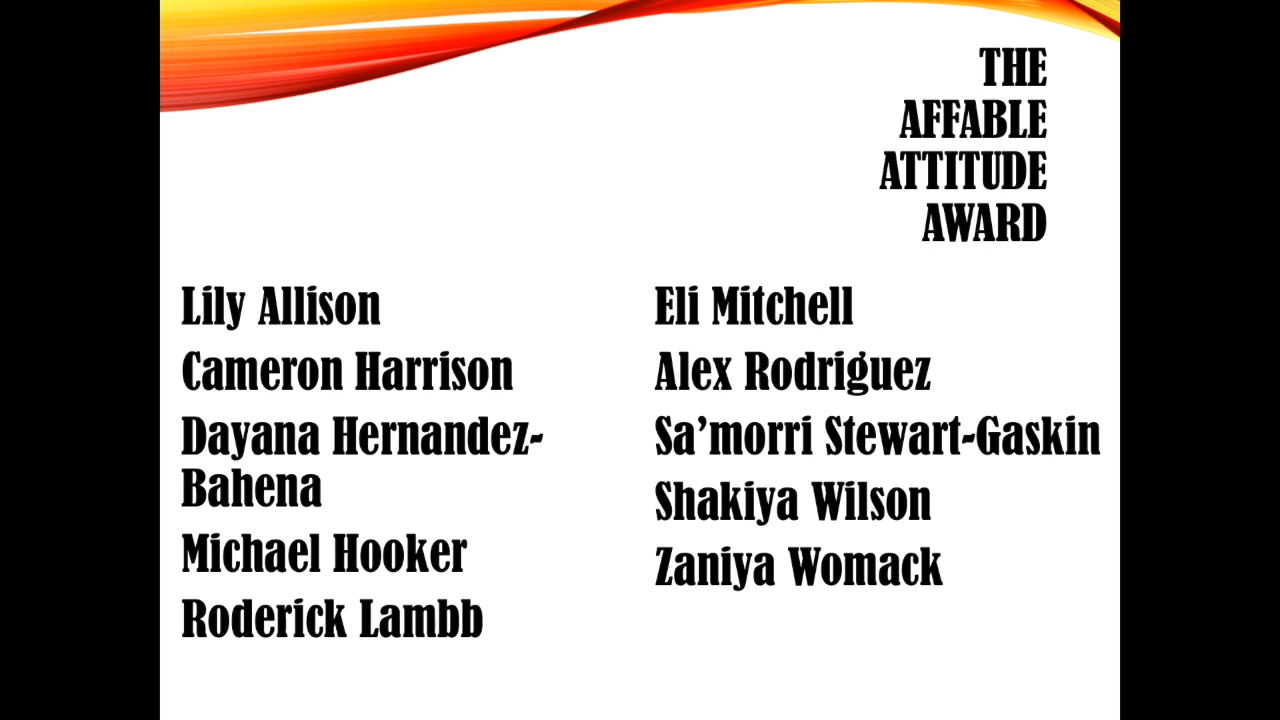 THE
AFFABLE
ATTITUDE
AWARD
Lily Allison
Cameron Harrison
Dayana Hernandez-
Bahena
Michael Hooker
Roderick Lambb
Eli Mitchell
Alex Rodriguez
Sa’morri Stewart-Gaskin
Shakiya Wilson
Zaniya Womack